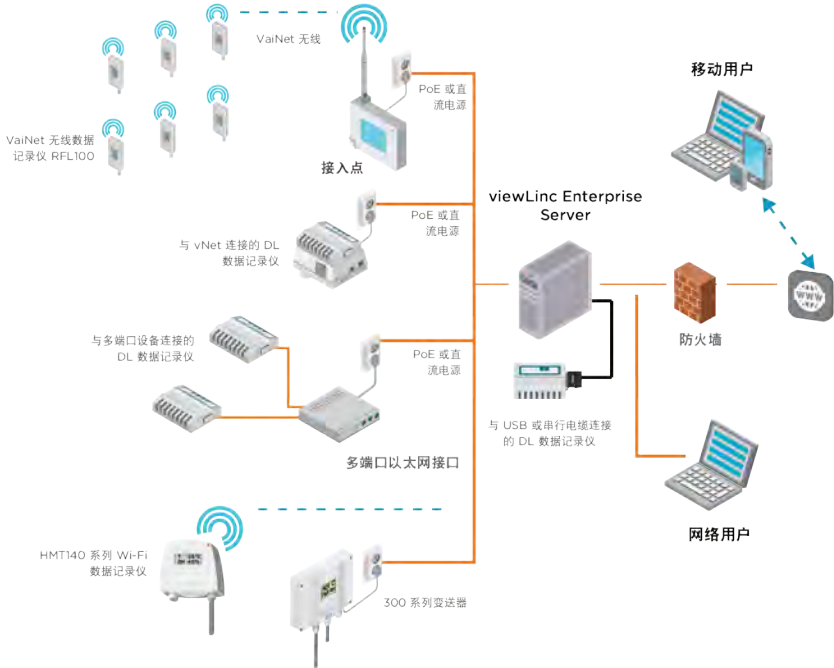 VaiNet 无线
移动用户
PoE 或直
流电源
VaiNet 无线数据
记录仪 RFL100
接入点
viewLinc Enterprise
Server
PoE 或直
流电源
与 vNet 连接的 DL
数据记录仪
WWW
防火墙
与多端口设备连接的
DL 数据记录仪
PoE 或直
流电源
与 USB 或串行电缆连接
的 DL 数据记录仪
多端口以太网接口
网络用户
HMT140 系列 Wi-Fi
数据记录仪
300 系列变送器